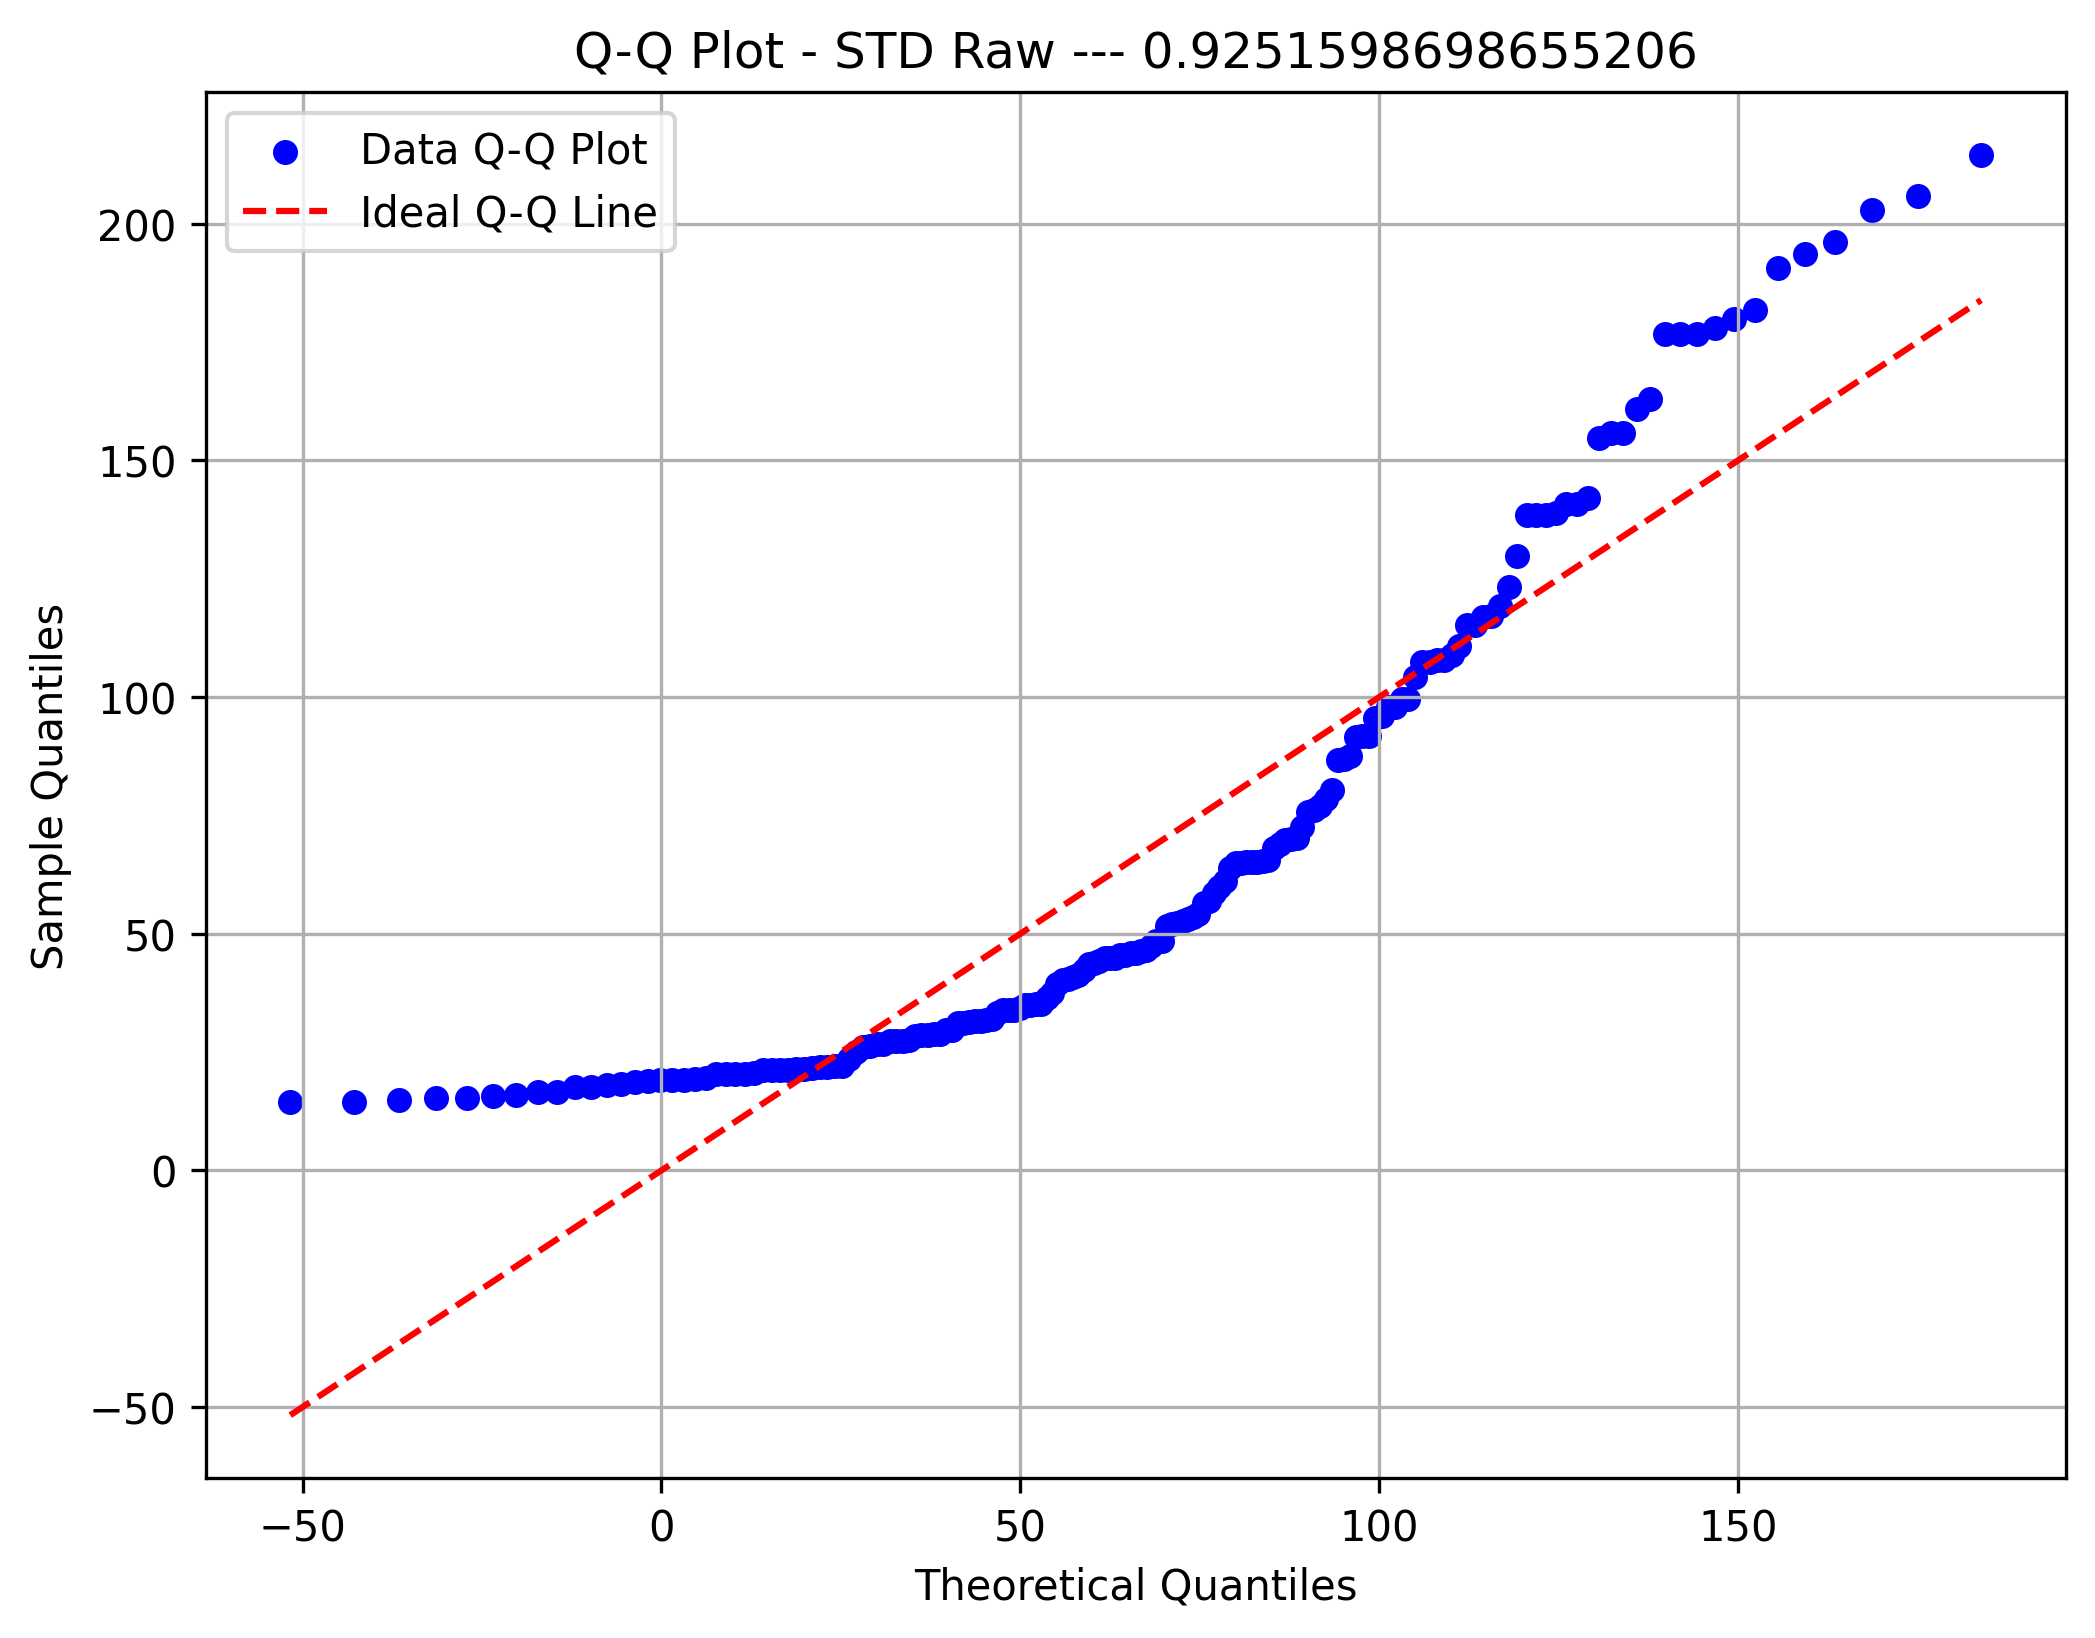 Q-Q Plot - STD Raw --- 0.9251598698655206
Data Q-Q Plot
Ideal Q-Q Line
200
150
100
50
0
−50
Sample Quantiles
−50 0 50 100 150
Theoretical Quantiles